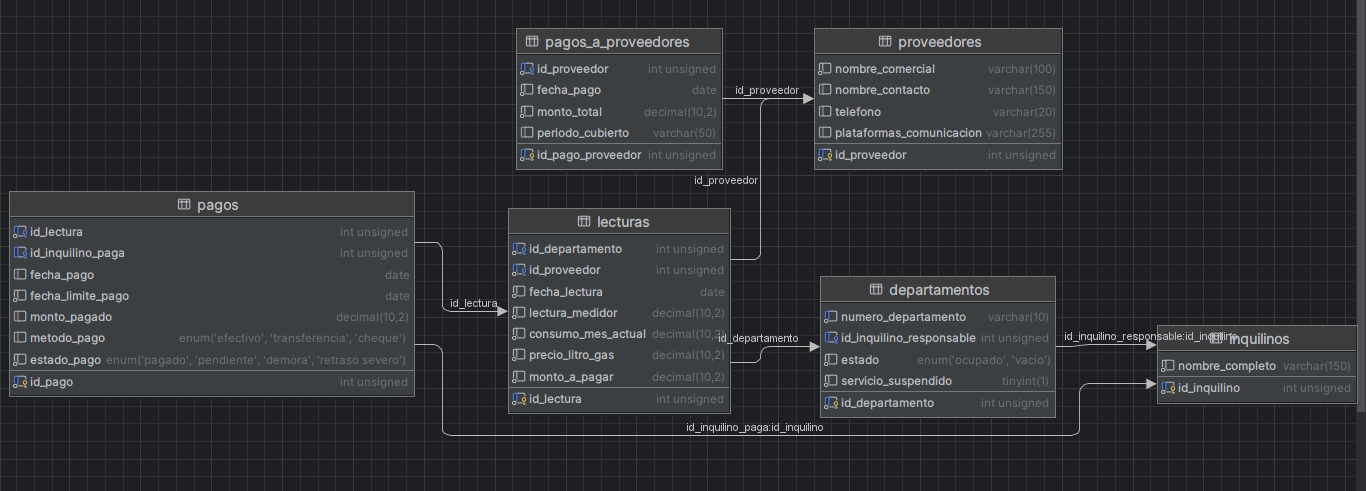 pagos_a_proveedores
id_proveedor int unsigned
fecha_pago date
monto_total decimal(10,2)
periodo_cubierto varchar(50)
id_pago_proveedor int unsigned
id_proveedor
proveedores
nombre_comercial varchar(100)
nombre_contacto varchar(150)
telefono varchar(20)
plataformas_comunicacion varchar(255)
id_proveedor int unsigned
id_proveedor
pagos
id_lectura int unsigned
id_inquilino_paga int unsigned
fecha_pago date
fecha_limite_pago date
monto_pagado decimal(10,2)
metodo_pago enum('efectivo', 'transferencia', 'cheque')
estado_pago enum('pagado', 'pendiente', 'demora', 'retraso severo')
id_pago int unsigned
id_lectura
lecturas
id_departamento int unsigned
id_proveedor int unsigned
fecha_lectura date
lectura_medidor decimal(10,2)
consumo_mes_actual decimal(10,2)
precio_litro_gas decimal(10,2)
monto_a_pagar decimal(10,2)
id_lectura int unsigned
id_departamento
departamentos
numero_departamento varchar(10)
id_inquilino_responsable int unsigned
estado enum('ocupado', 'vacio')
servicio_suspendido tinyint(1)
id_departamento int unsigned
id_inquilino_responsable:id_inquilino
inquilinos
nombre_completo varchar(150)
id_inquilino int unsigned
id_inquilino_paga:id_inquilino